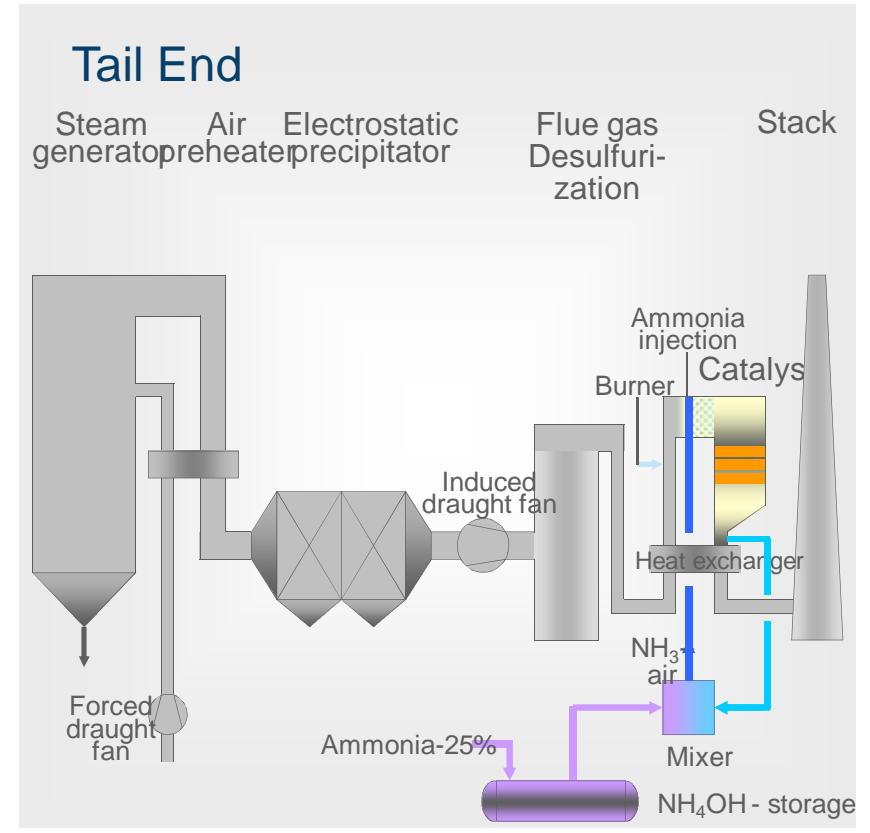 Tail End
Steam
generator
Air
preheater
Electrostatic
precipitator
Flue gas
Desulfuri-
zation
Stack
Ammonia
injection
Catalys
Burner
Induced
draught fan
Heat exchanger
NH₃-
air
Forced
draught
fan
Ammonia-25%
Mixer
NH₄OH - storage